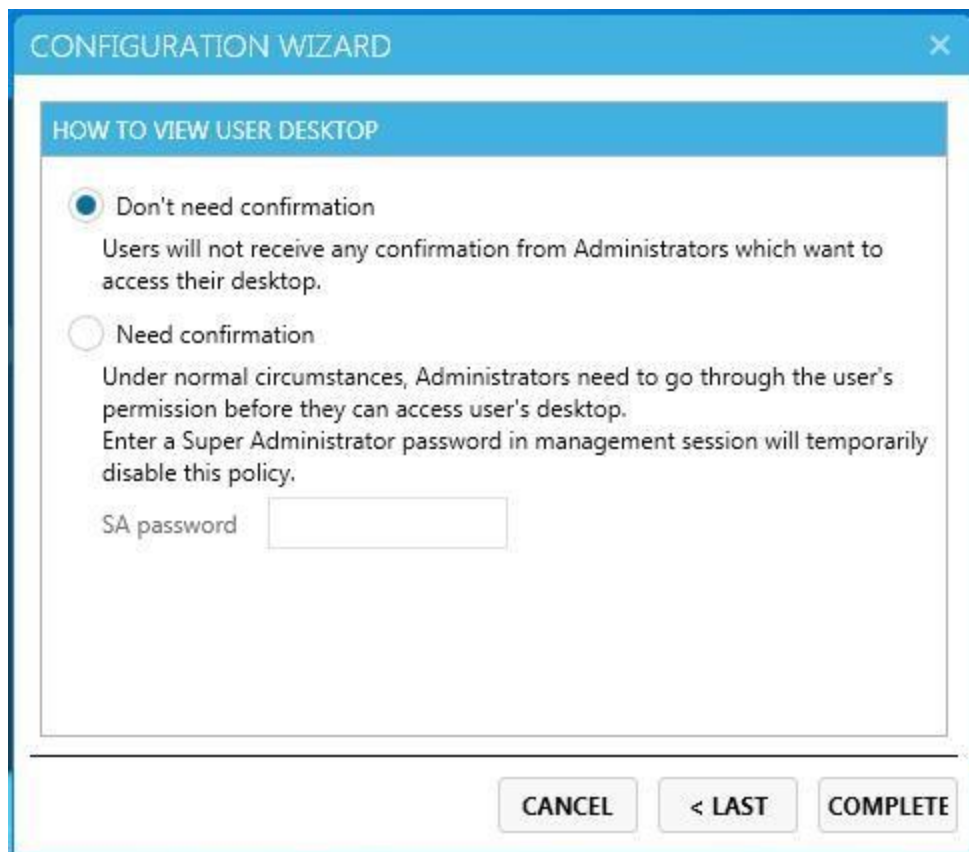 CONFIGURATION WIZARD
HOW TO VIEW USER DESKTOP
Don't need confirmation
Users will not receive any confirmation from Administrators which want to
access their desktop.
Need confirmation
Under normal circumstances, Administrators need to go through the user's
permission before they can access user's desktop.
Enter a Super Administrator password in management session will temporarily
disable this policy.
SA password
CANCEL
< LAST
COMPLETE